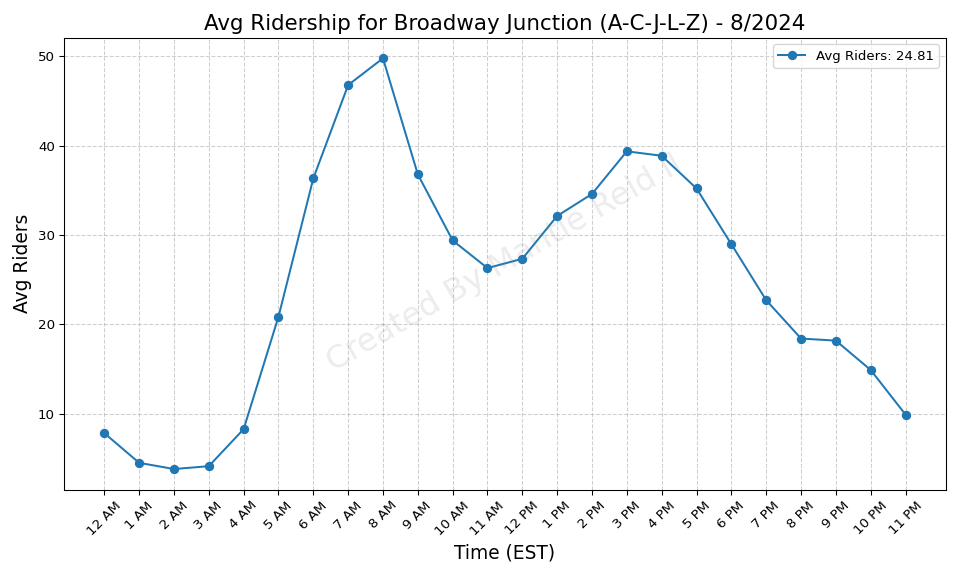 Avg Ridership for Broadway Junction (A-C-J-L-Z) - 8/2024
Avg Riders: 24.81
50
40
30
20
10
Avg Riders
12 AM
1 AM
2 AM
3 AM
4 AM
5 AM
6 AM
7 AM
8 AM
9 AM
10 AM
11 AM
12 PM
1 PM
2 PM
3 PM
4 PM
5 PM
6 PM
7 PM
8 PM
9 PM
10 PM
11 PM
Time (EST)
Created By Reid